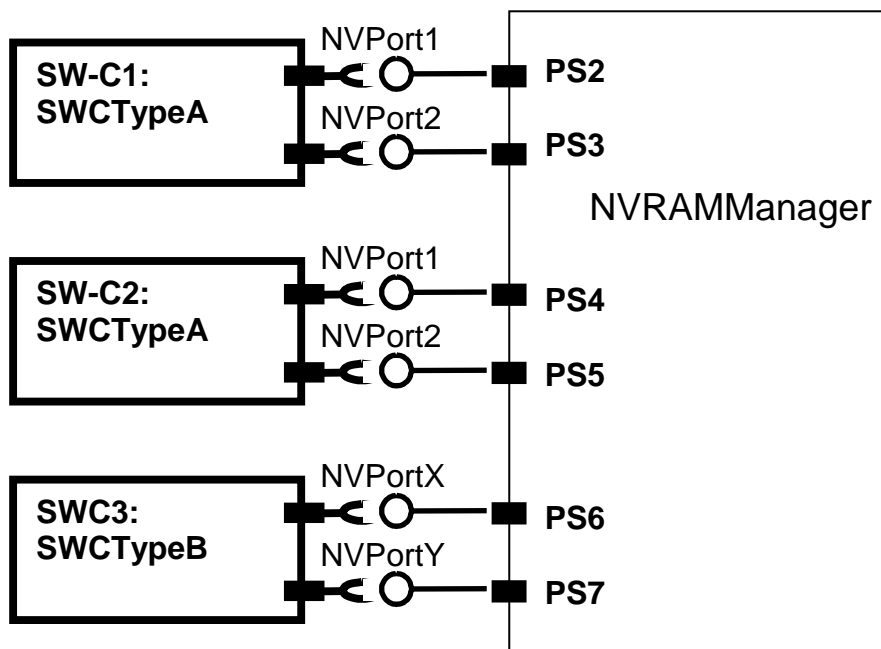 NVPort1
SW-C1:
SWCTypeA
PS2
NVPort2
PS3
NVRAMManager
NVPort1
SW-C2:
SWCTypeA
PS4
NVPort2
PS5
NVPortX
SWC3:
SWCTypeB
PS6
NVPortY
PS7